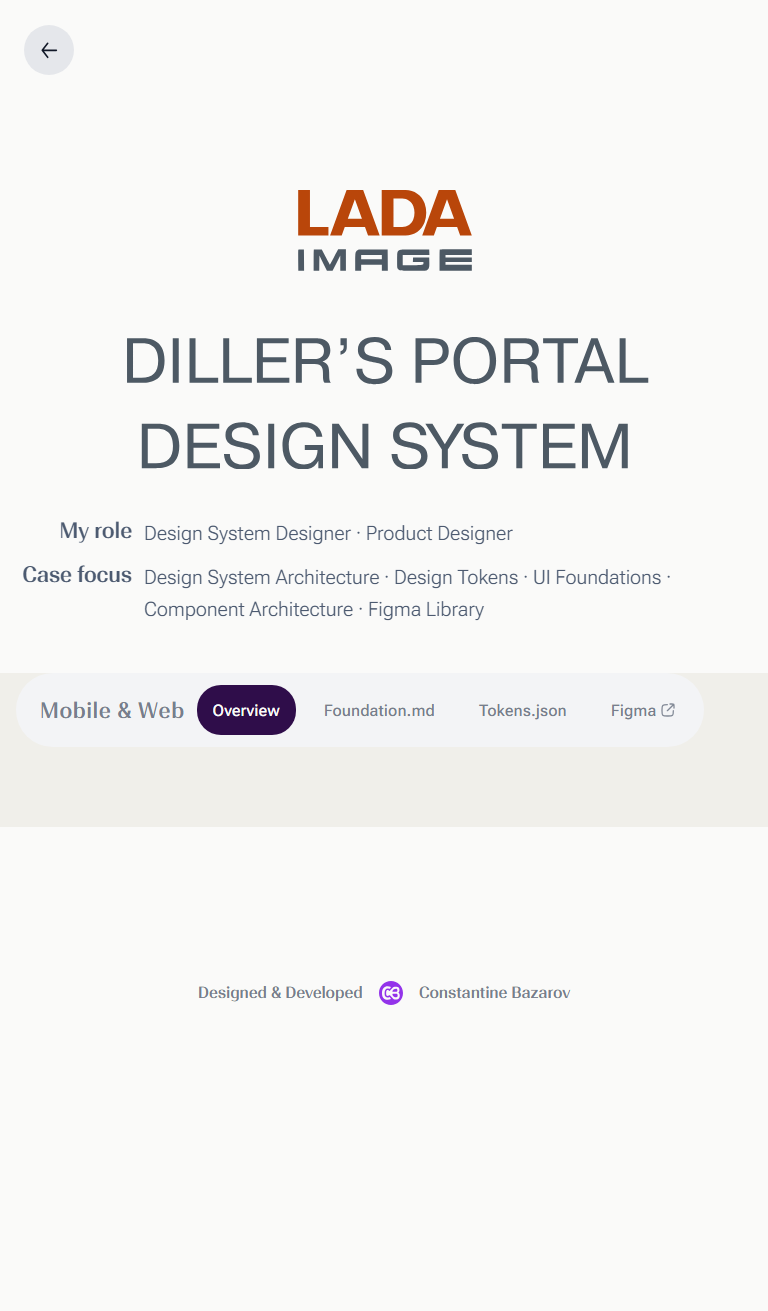 LADA
IMAGE
DILLER’S PORTAL
DESIGN SYSTEM
My role Design System Designer · Product Designer
Case focus Design System Architecture · Design Tokens · UI Foundations ·
Component Architecture · Figma Library
Mobile & Web Overview Foundation.md Tokens.json Figma
Designed & Developed CB Constantine Bazarov